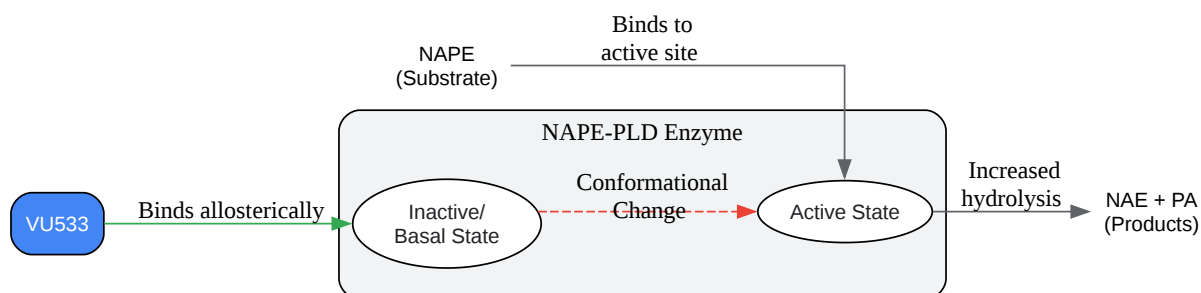 Binds to
active site
NAPE
(Substrate)
NAPE-PLD Enzyme
VU533
Binds allosterically
Inactive/
Basal State
Conformational
Change
Active State
Increased
hydrolysis
NAE + PA
(Products)